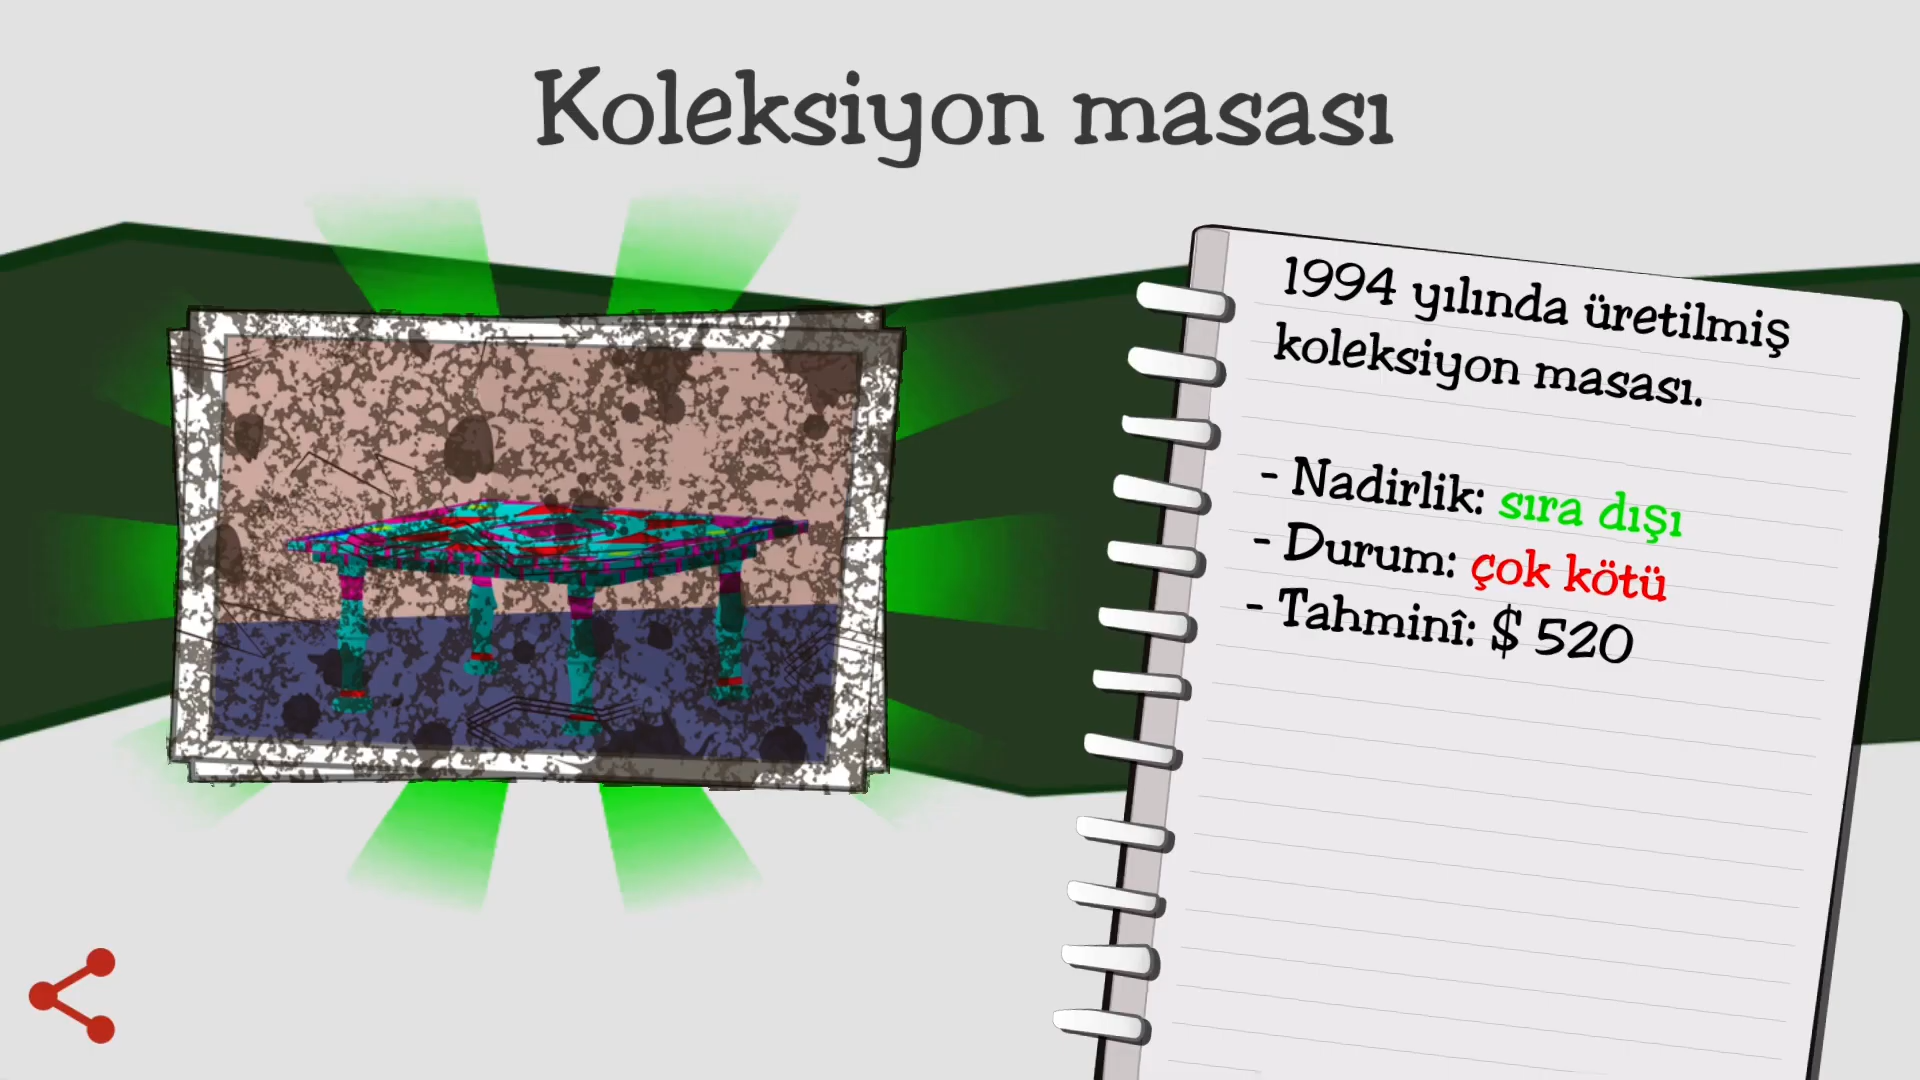 Koleksiyon masası
1994 yılında üretilmiş
koleksiyon masası.
- Nadirlik: sıra dışı
- Durum: çok kötü
- Tahminî: $ 520